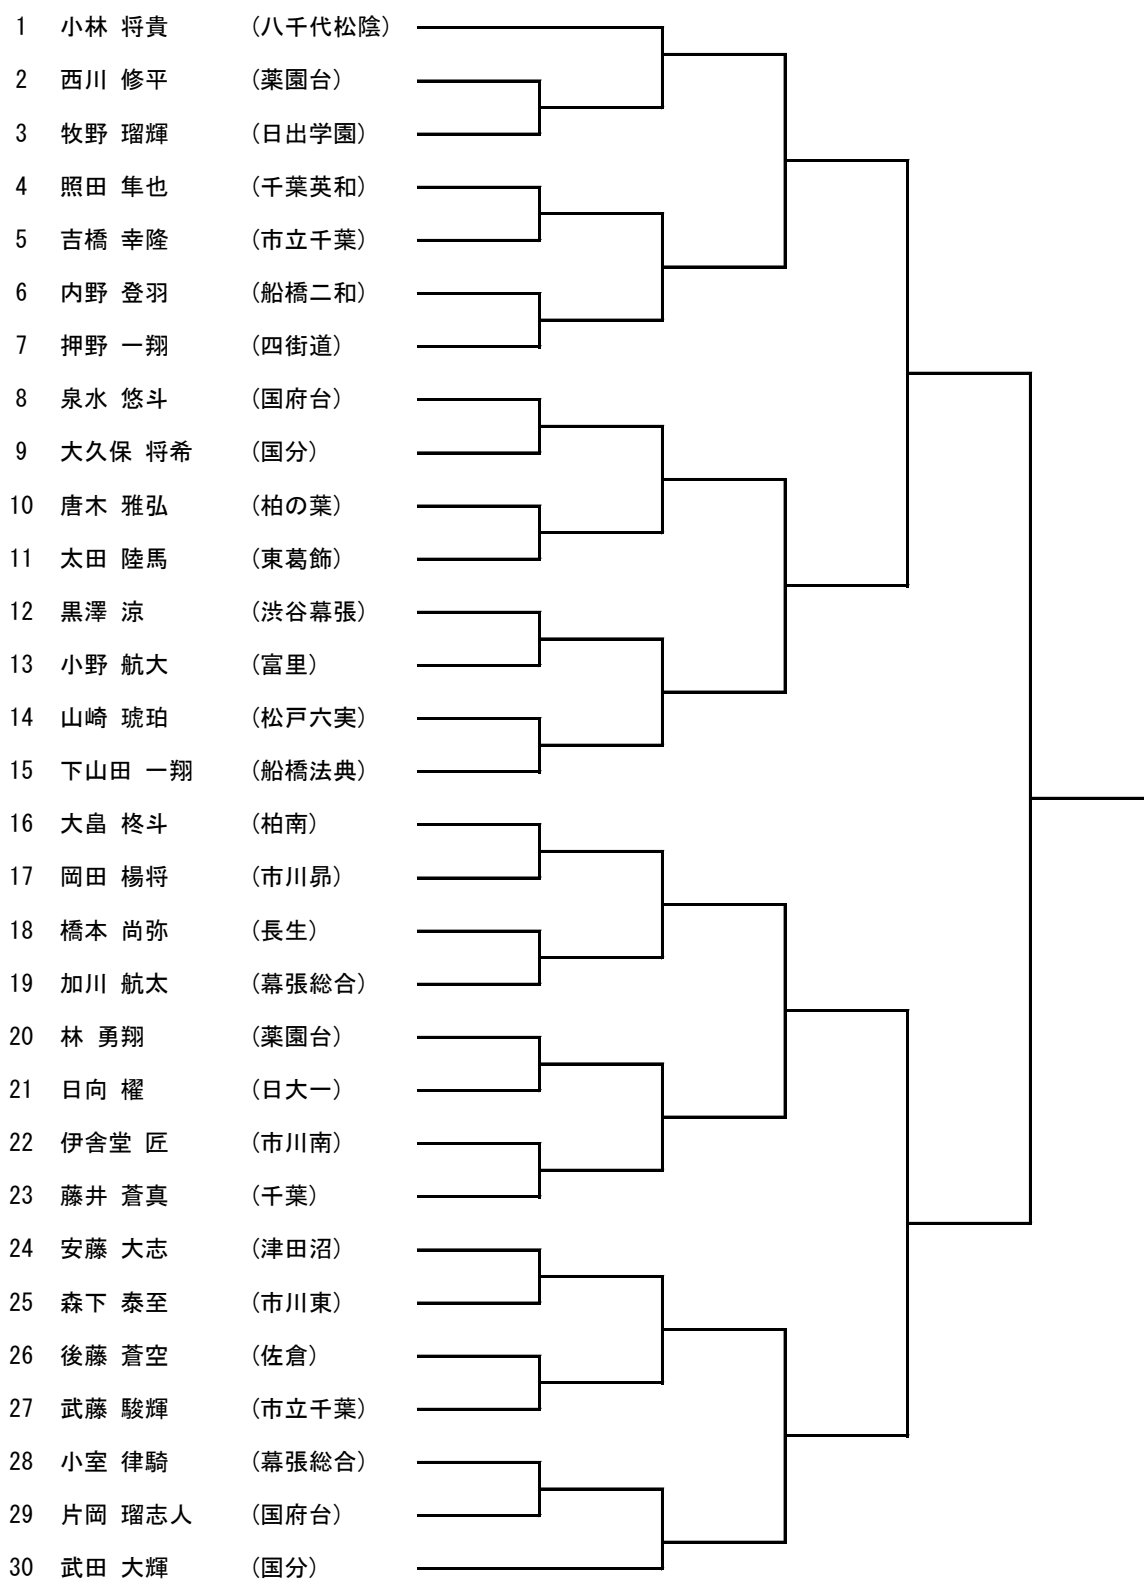 1 小林 将貴 (八千代松陰)
2 西川 修平 (薬園台)
3 牧野 瑠輝 (日出学園)
4 照田 隼也 (千葉英和)
5 吉橋 幸隆 (市立千葉)
6 内野 登羽 (船橋二和)
7 押野 一翔 (四街道)
8 泉水 悠斗 (国府台)
9 大久保 将希 (国分)
10 唐木 雅弘 (柏の葉)
11 太田 陸馬 (東葛飾)
12 黒澤 涼 (渋谷幕張)
13 小野 航大 (富里)
14 山崎 琥珀 (松戸六実)
15 下山田 一翔 (船橋法典)
16 大畠 柊斗 (柏南)
17 岡田 楊将 (市川昴)
18 橋本 尚弥 (長生)
19 加川 航太 (幕張総合)
20 林 勇翔 (薬園台)
21 日向 櫂 (日大一)
22 伊舎堂 匠 (市川南)
23 藤井 蒼真 (千葉)
24 安藤 大志 (津田沼)
25 森下 泰至 (市川東)
26 後藤 蒼空 (佐倉)
27 武藤 駿輝 (市立千葉)
28 小室 律騎 (幕張総合)
29 片岡 瑠志人 (国府台)
30 武田 大輝 (国分)